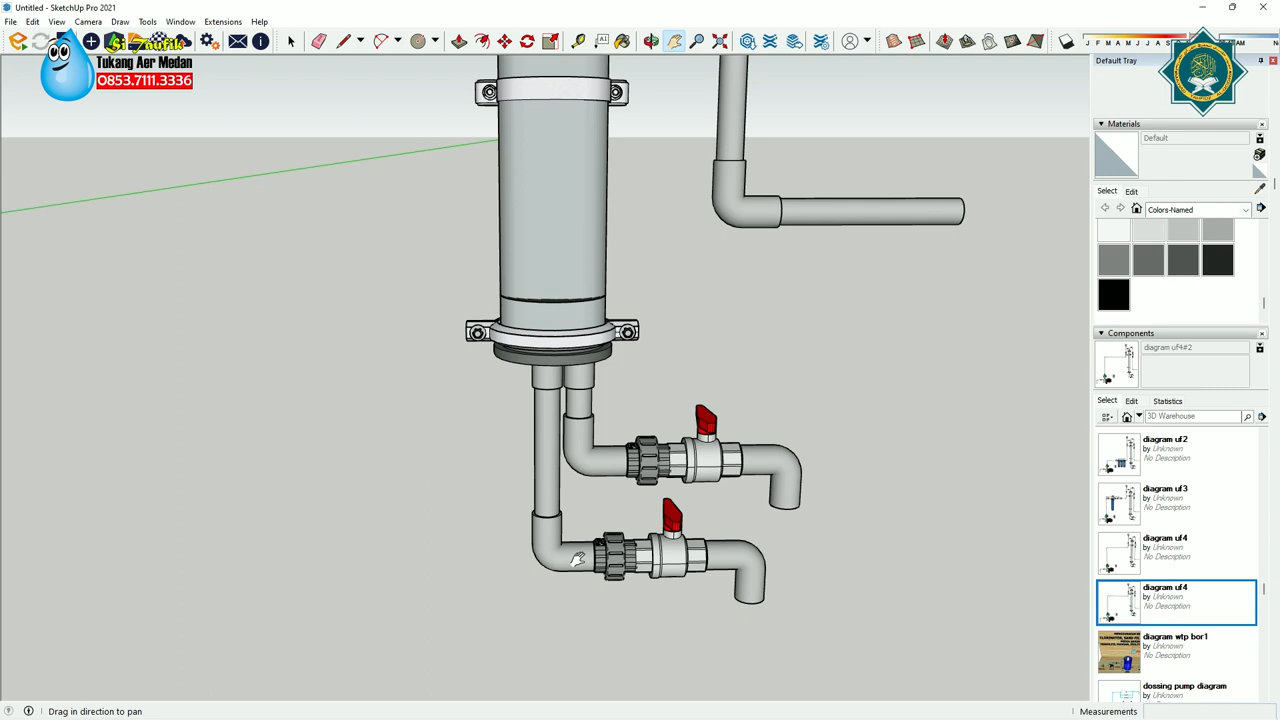 Untitled - SketchUp Pro 2021
File Edit View Camera Draw Tools Window Extensions Help
Si Taufik
Tukang Aer Medan
0853.7111.3336
J F M A M J J A S O N D
AM
Default Tray
Materials
Default
Select Edit
Colors-Named
Components
diagram uf4#2
Select Edit Statistics
3D Warehouse
diagram uf2
by Unknown
No Description
diagram uf3
by Unknown
No Description
diagram uf4
by Unknown
No Description
diagram uf4
by Unknown
No Description
diagram wtp bor1
by Unknown
No Description
dossing pump diagram
by Unknown
Drag in direction to pan
Measurements